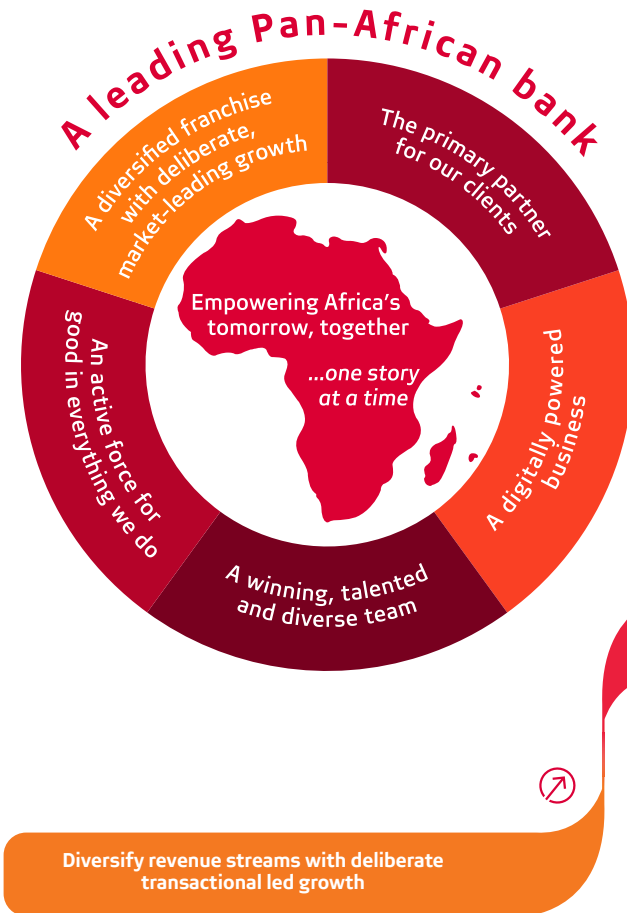 A leading Pan-African bank
A diversified franchise
with deliberate,
market-leading growth
The primary partner
for our clients
Empowering Africa's
tomorrow, together
...one story
at a time
A digitally powered
business
An active force for
good in everything we do
A winning, talented
and diverse team
Diversify revenue streams with deliberate
transactional led growth